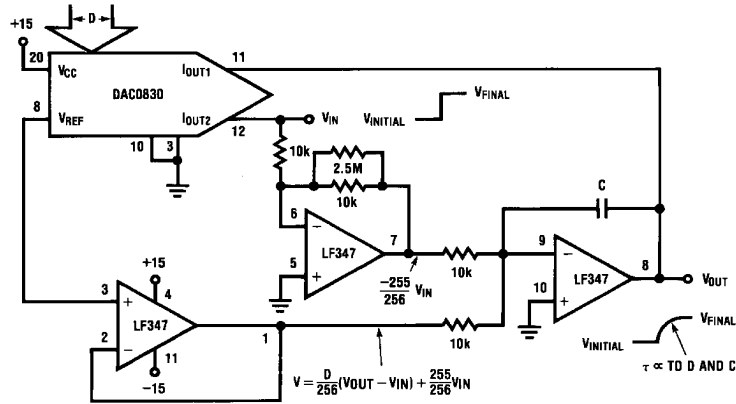 D
+15
20
11
VCC
IOUT1
DAC0830
8
VREF
IOUT2
12
VIN
VINITIAL
VFINAL
10
3
10k
2.5M
10k
C
6
−
7
LF347
5
+
10k
9
−
8
LF347
10
+
VOUT
−255/256 VIN
+15
3
+
4
LF347
2
−
11
1
−15
10k
VINITIAL
VFINAL
τ ∝ TO D AND C
V = D/256 (VOUT − VIN) + 255/256 VIN